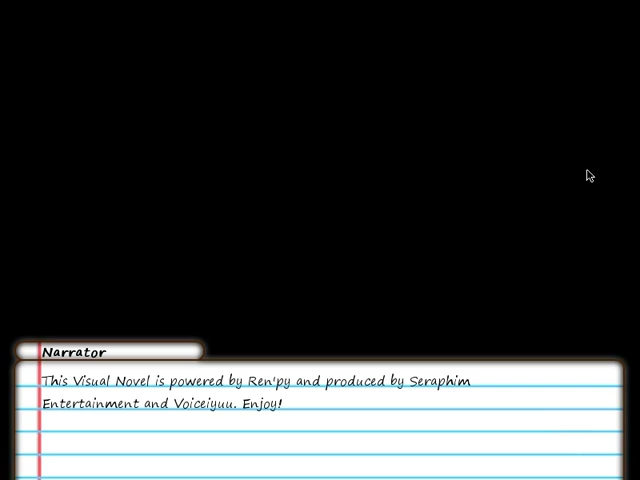 Narrator
This Visual Novel is powered by Ren'py and produced by Seraphim
Entertainment and Voiceiyuu. Enjoy!